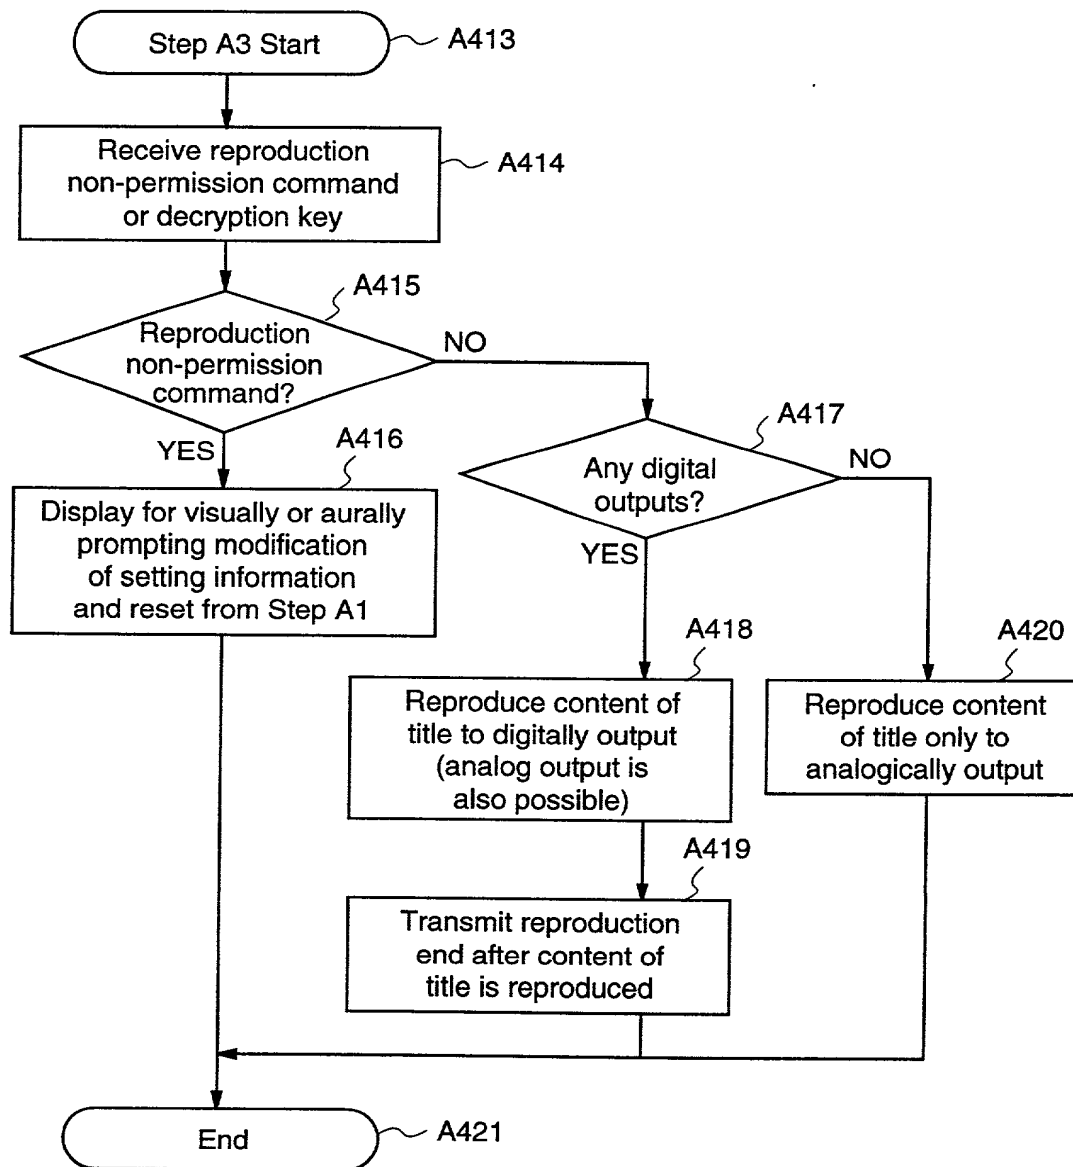 Step A3 Start
A413
Receive reproduction
non-permission command
or decryption key
A414
A415
Reproduction
non-permission
command?
NO
YES
A416
Display for visually or aurally
prompting modification
of setting information
and reset from Step A1
A417
Any digital
outputs?
NO
YES
A418
Reproduce content of
title to digitally output
(analog output is
also possible)
A420
Reproduce content
of title only to
analogically output
A419
Transmit reproduction
end after content of
title is reproduced
End
A421